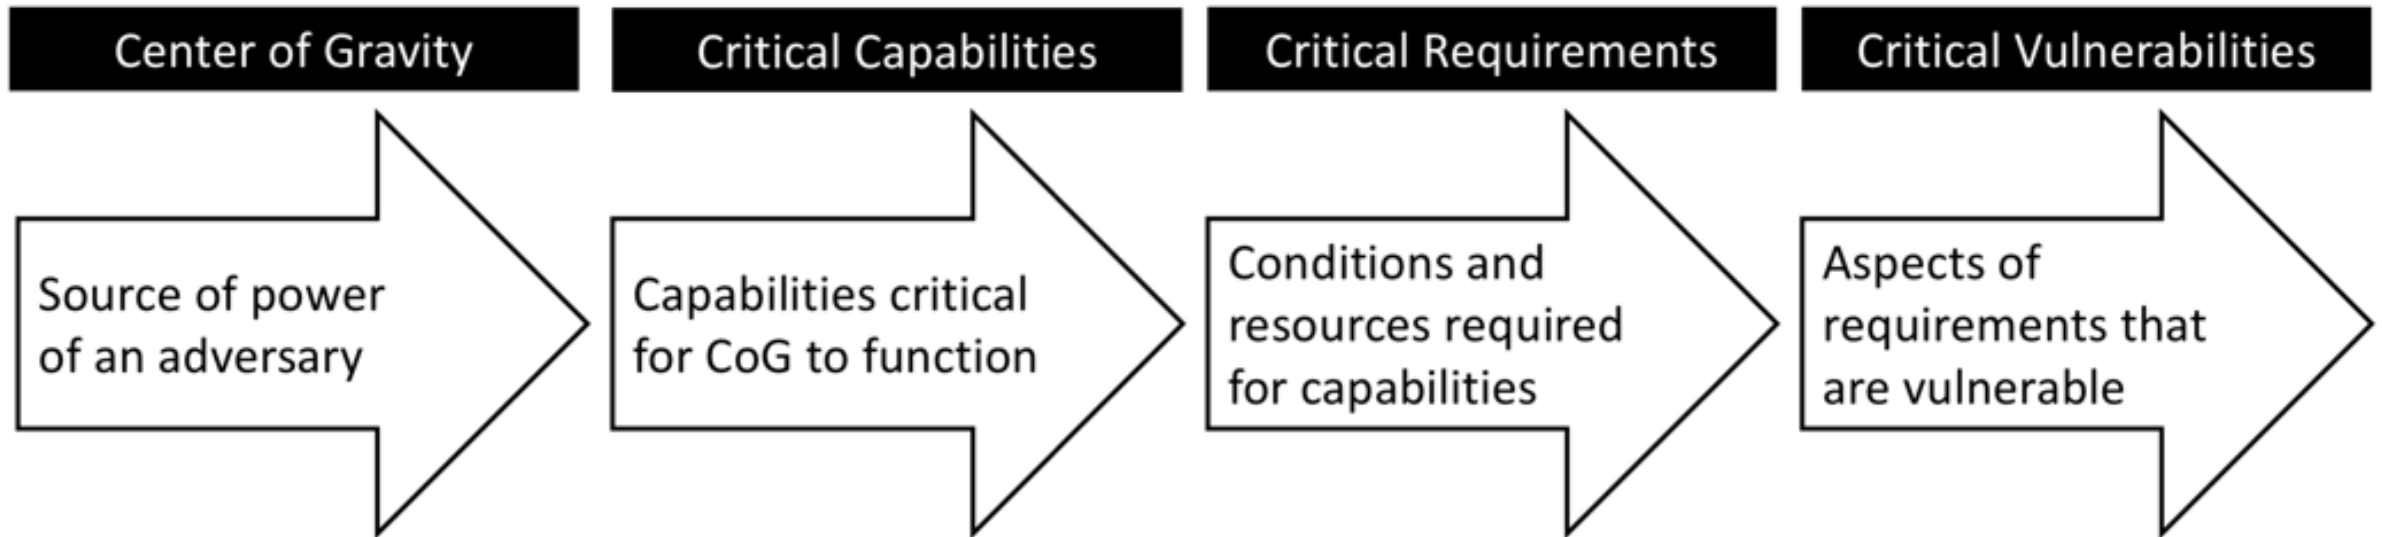 Center of Gravity
Critical Capabilities
Critical Requirements
Critical Vulnerabilities
Source of power
of an adversary
Capabilities critical
for CoG to function
Conditions and
resources required
for capabilities
Aspects of
requirements that
are vulnerable